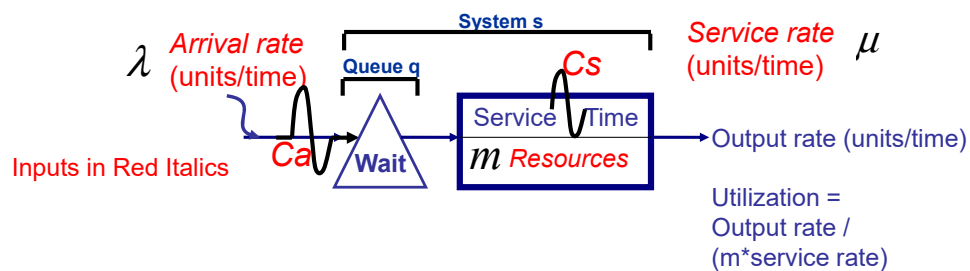 System s
λ
Arrival rate
(units/time)
Queue q
Service rate
(units/time)
μ
Cs
Service Time
Ca
Wait
m Resources
Inputs in Red Italics
Output rate (units/time)
Utilization =
Output rate /
(m*service rate)